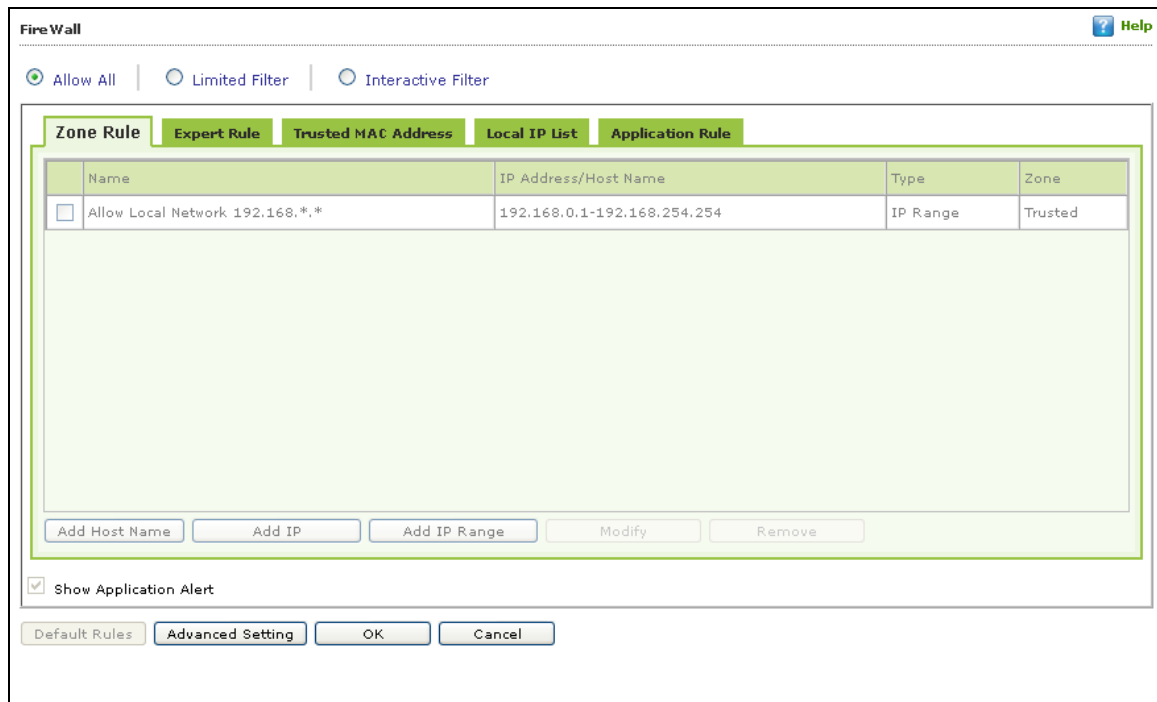 FireWall
Help
Allow All
Limited Filter
Interactive Filter
Zone Rule
Expert Rule
Trusted MAC Address
Local IP List
Application Rule
Name IP Address/Host Name Type Zone
Allow Local Network 192.168.*.* 192.168.0.1-192.168.254.254 IP Range Trusted
Add Host Name
Add IP
Add IP Range
Modify
Remove
Show Application Alert
Default Rules
Advanced Setting
OK
Cancel